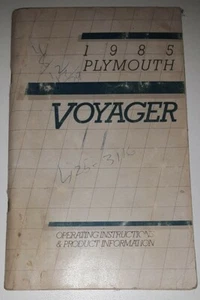 1985
PLYMOUTH
VOYAGER
OPERATING INSTRUCTIONS
& PRODUCT INFORMATION